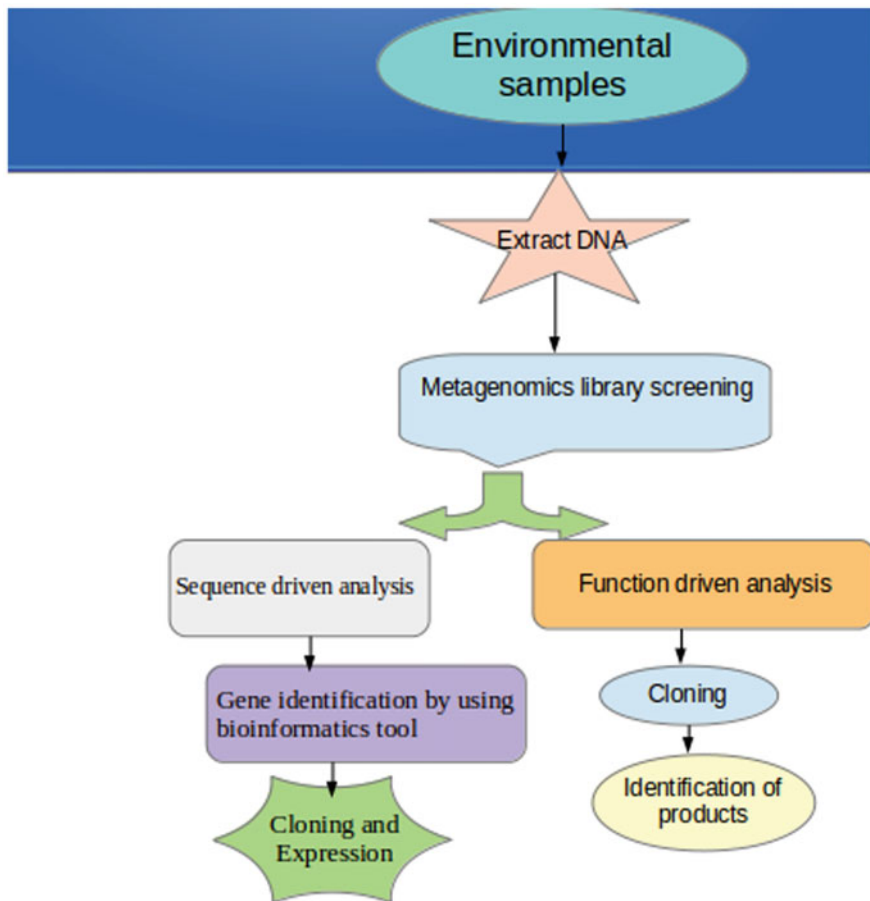 Environmental
samples
Extract DNA
Metagenomics library screening
Sequence driven analysis
Function driven analysis
Gene identification by using
bioinformatics tool
Cloning
Cloning and
Expression
Identification of
products